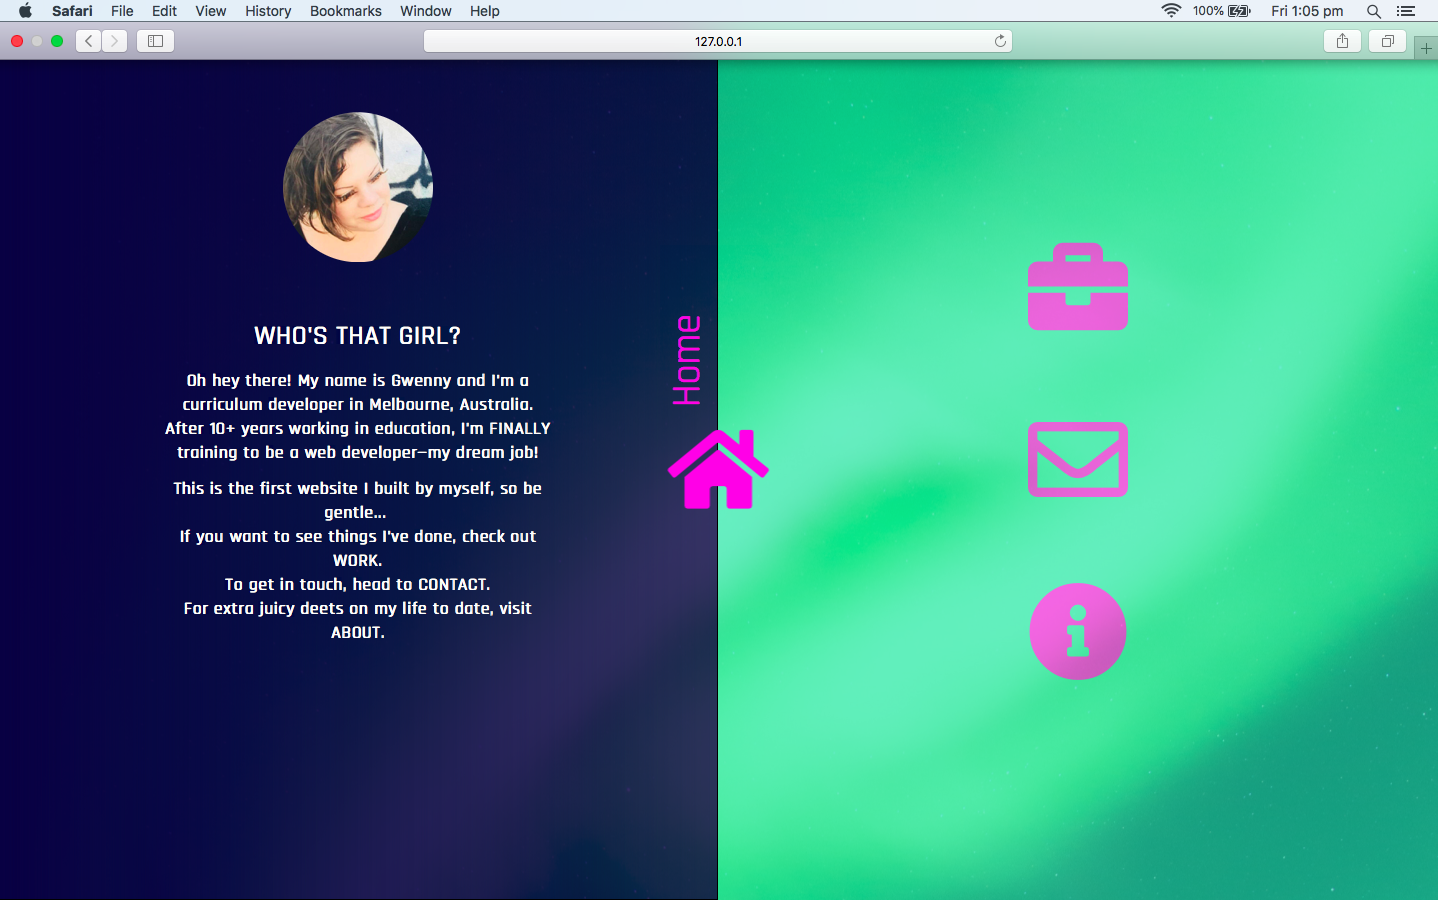 Safari File Edit View History Bookmarks Window Help 100% Fri 1:05 pm
127.0.0.1
WHO'S THAT GIRL?
Oh hey there! My name is Gwenny and I'm a
curriculum developer in Melbourne, Australia.
After 10+ years working in education, I'm FINALLY
training to be a web developer—my dream job!
This is the first website I built by myself, so be
gentle...
If you want to see things I've done, check out
WORK.
To get in touch, head to CONTACT.
For extra juicy deets on my life to date, visit
ABOUT.
Home